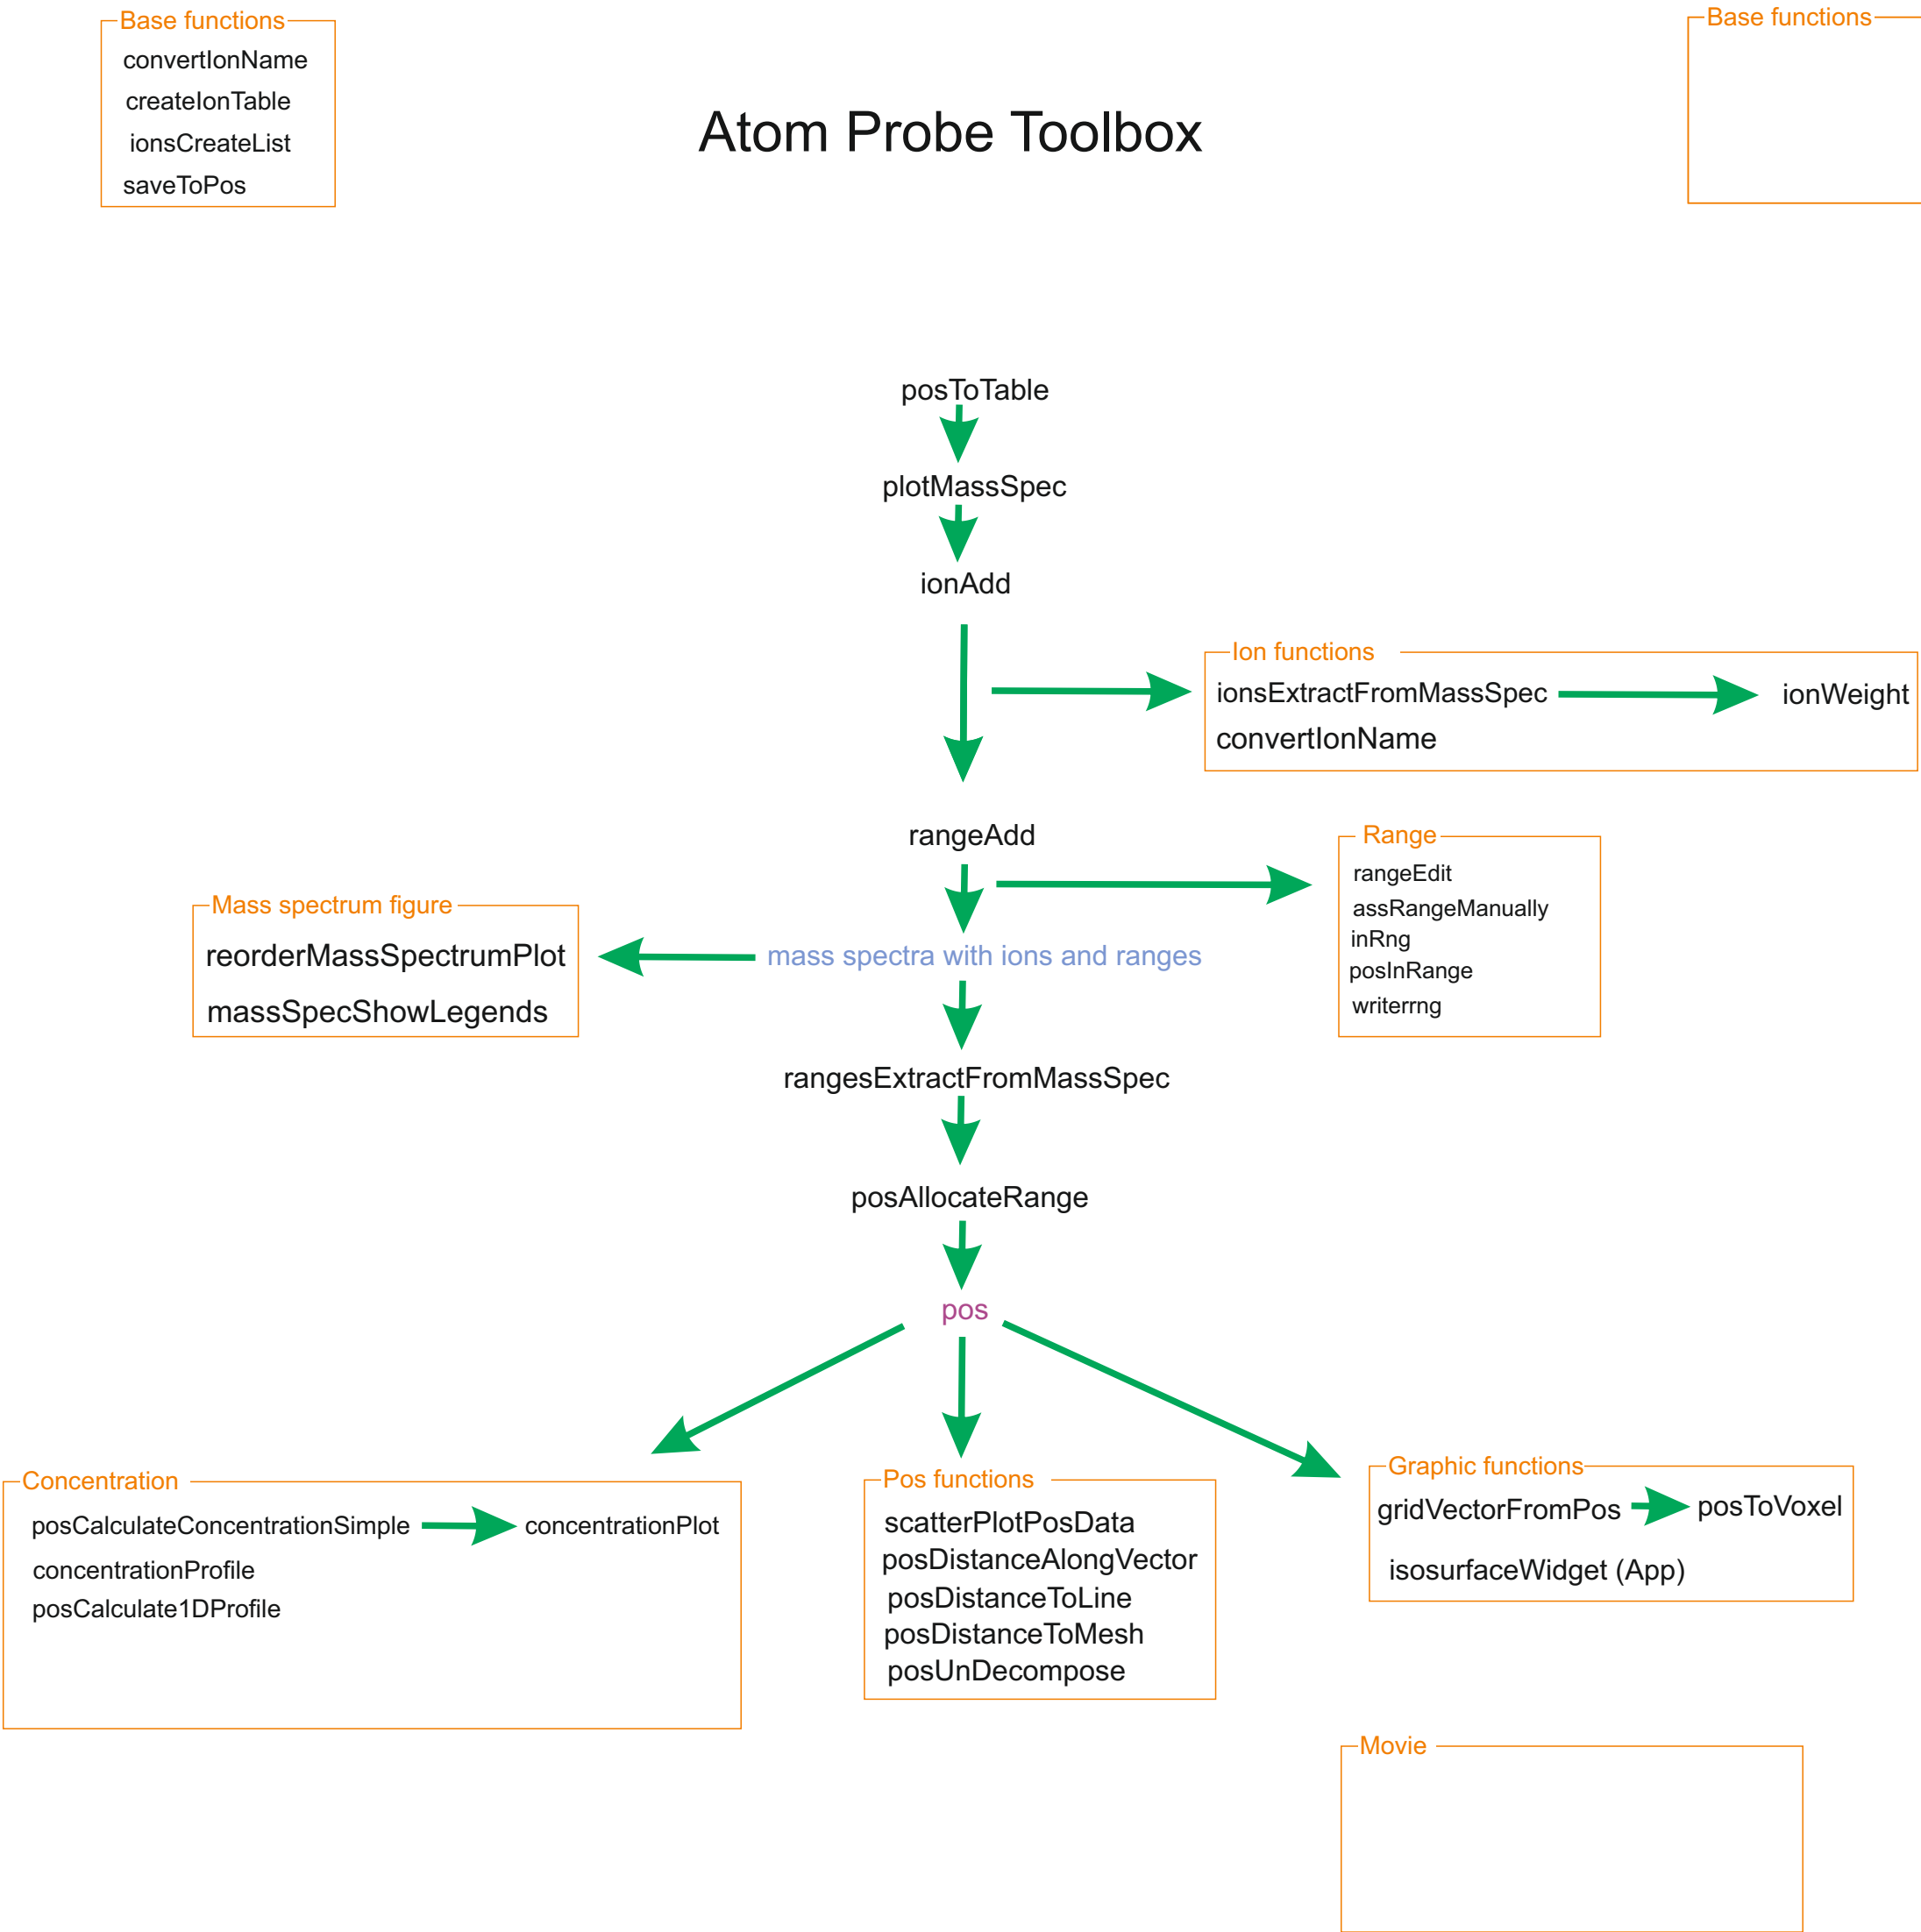 Base functions
convertIonName
createIonTable
ionsCreateList
saveToPos
Atom Probe Toolbox
Base functions
posToTable
plotMassSpec
ionAdd
Ion functions
ionsExtractFromMassSpec
ionWeight
convertIonName
rangeAdd
Range
rangeEdit
assRangeManually
inRng
posInRange
writerrng
Mass spectrum figure
reorderMassSpectrumPlot
massSpecShowLegends
mass spectra with ions and ranges
rangesExtractFromMassSpec
posAllocateRange
pos
Concentration
posCalculateConcentrationSimple
concentrationPlot
concentrationProfile
posCalculate1DProfile
Pos functions
scatterPlotPosData
posDistanceAlongVector
posDistanceToLine
posDistanceToMesh
posUnDecompose
Graphic functions
gridVectorFromPos
posToVoxel
isosurfaceWidget (App)
Movie